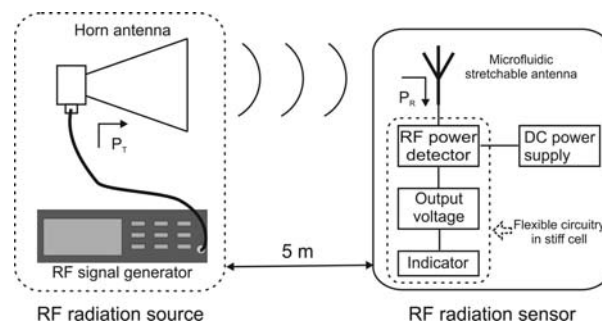 Horn antenna
P_T
RF signal generator
RF radiation source
5 m
Microfluidic
stretchable antenna
P_R
RF power
detector
DC power
supply
Output
voltage
Flexible circuitry
in stiff cell
Indicator
RF radiation sensor